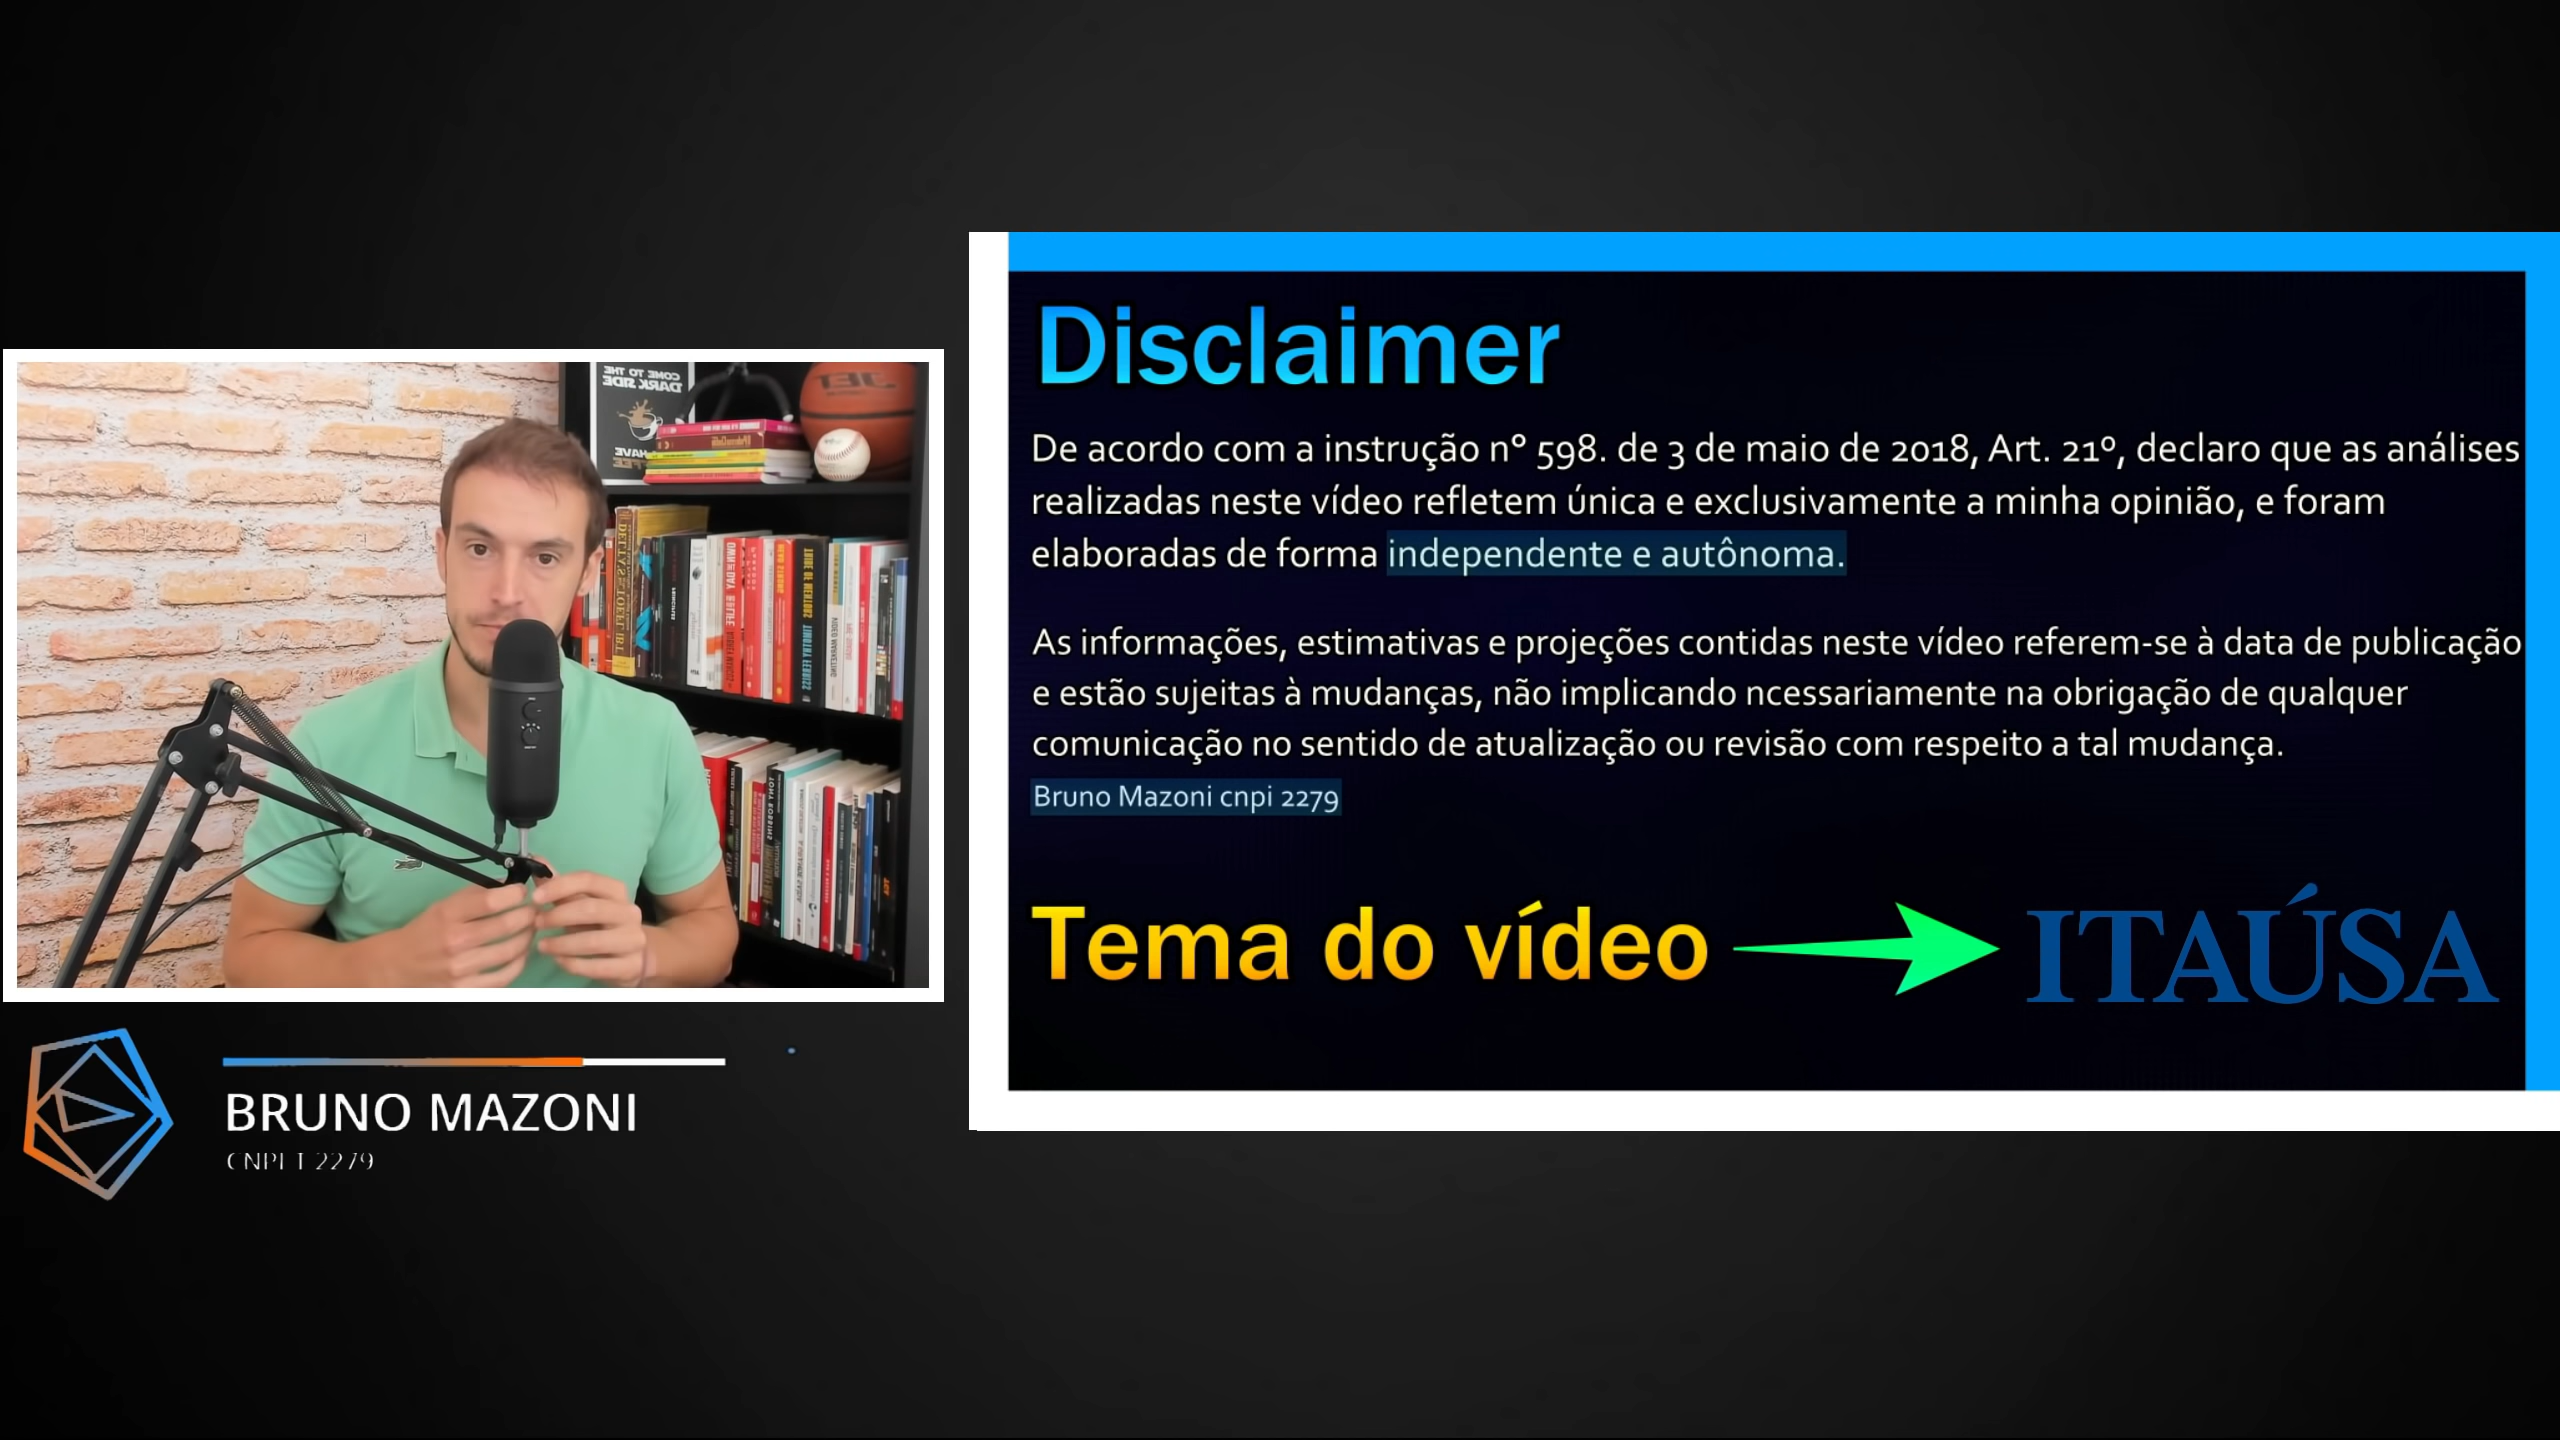 COME TO THE
DARK SIDE
HAVE
JET
BRUNO MAZONI
CNPI T 2279
Disclaimer
De acordo com a instrução nº 598. de 3 de maio de 2018, Art. 21º, declaro que as análises
realizadas neste vídeo refletem única e exclusivamente a minha opinião, e foram
elaboradas de forma independente e autônoma.
As informações, estimativas e projeções contidas neste vídeo referem-se à data de publicação
e estão sujeitas à mudanças, não implicando ncessariamente na obrigação de qualquer
comunicação no sentido de atualização ou revisão com respeito a tal mudança.
Bruno Mazoni cnpi 2279
Tema do vídeo
ITAÚSA